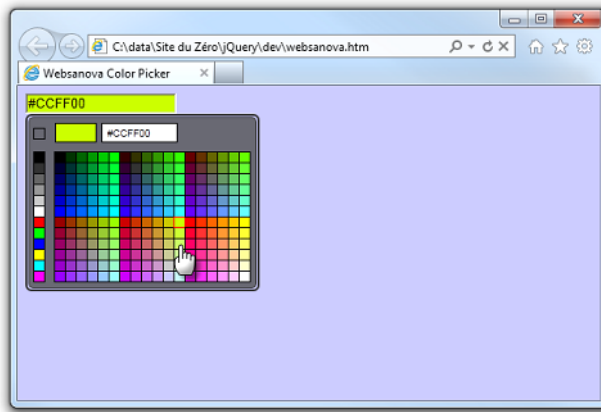 C:\data\Site du Zéro\jQuery\dev\websanova.htm
Websanova Color Picker
#CCFF00
#CCFF00